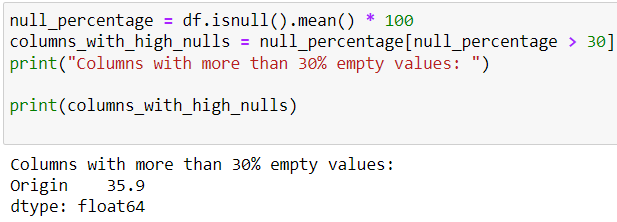 null_percentage = df.isnull().mean() * 100
columns_with_high_nulls = null_percentage[null_percentage > 30]
print("Columns with more than 30% empty values: ")
print(columns_with_high_nulls)
Columns with more than 30% empty values:
Origin    35.9
dtype: float64